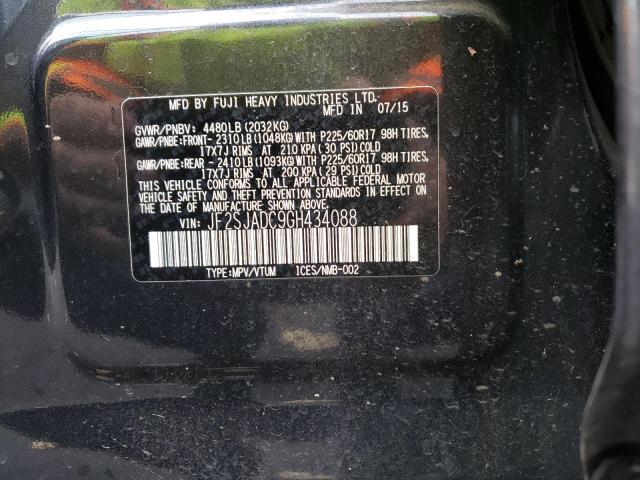 MFD BY FUJI HEAVY INDUSTRIES LTD.
MFD IN 07/15
GVWR/PNBV: 4480LB(2032KG)
GAWR/PNBE:FRONT- 2310LB(1048KG)WITH P225/60R17 98H TIRES,
17X7J RIMS AT 210 KPA(30 PSI)COLD
GAWR/PNBE:REAR - 2410LB(1093KG)WITH P225/60R17 98H TIRES,
17X7J RIMS AT 200 KPA(29 PSI)COLD
THIS VEHICLE CONFORMS TO ALL APPLICABLE FEDERAL MOTOR
VEHICLE SAFETY, BUMPER, AND THEFT PREVENTION STANDARDS IN EFFECT
ON THE DATE OF MANUFACTURE SHOWN ABOVE.
VIN: JF2SJADC9GH434088
TYPE:MPV/VTUM ICES/NMB-002